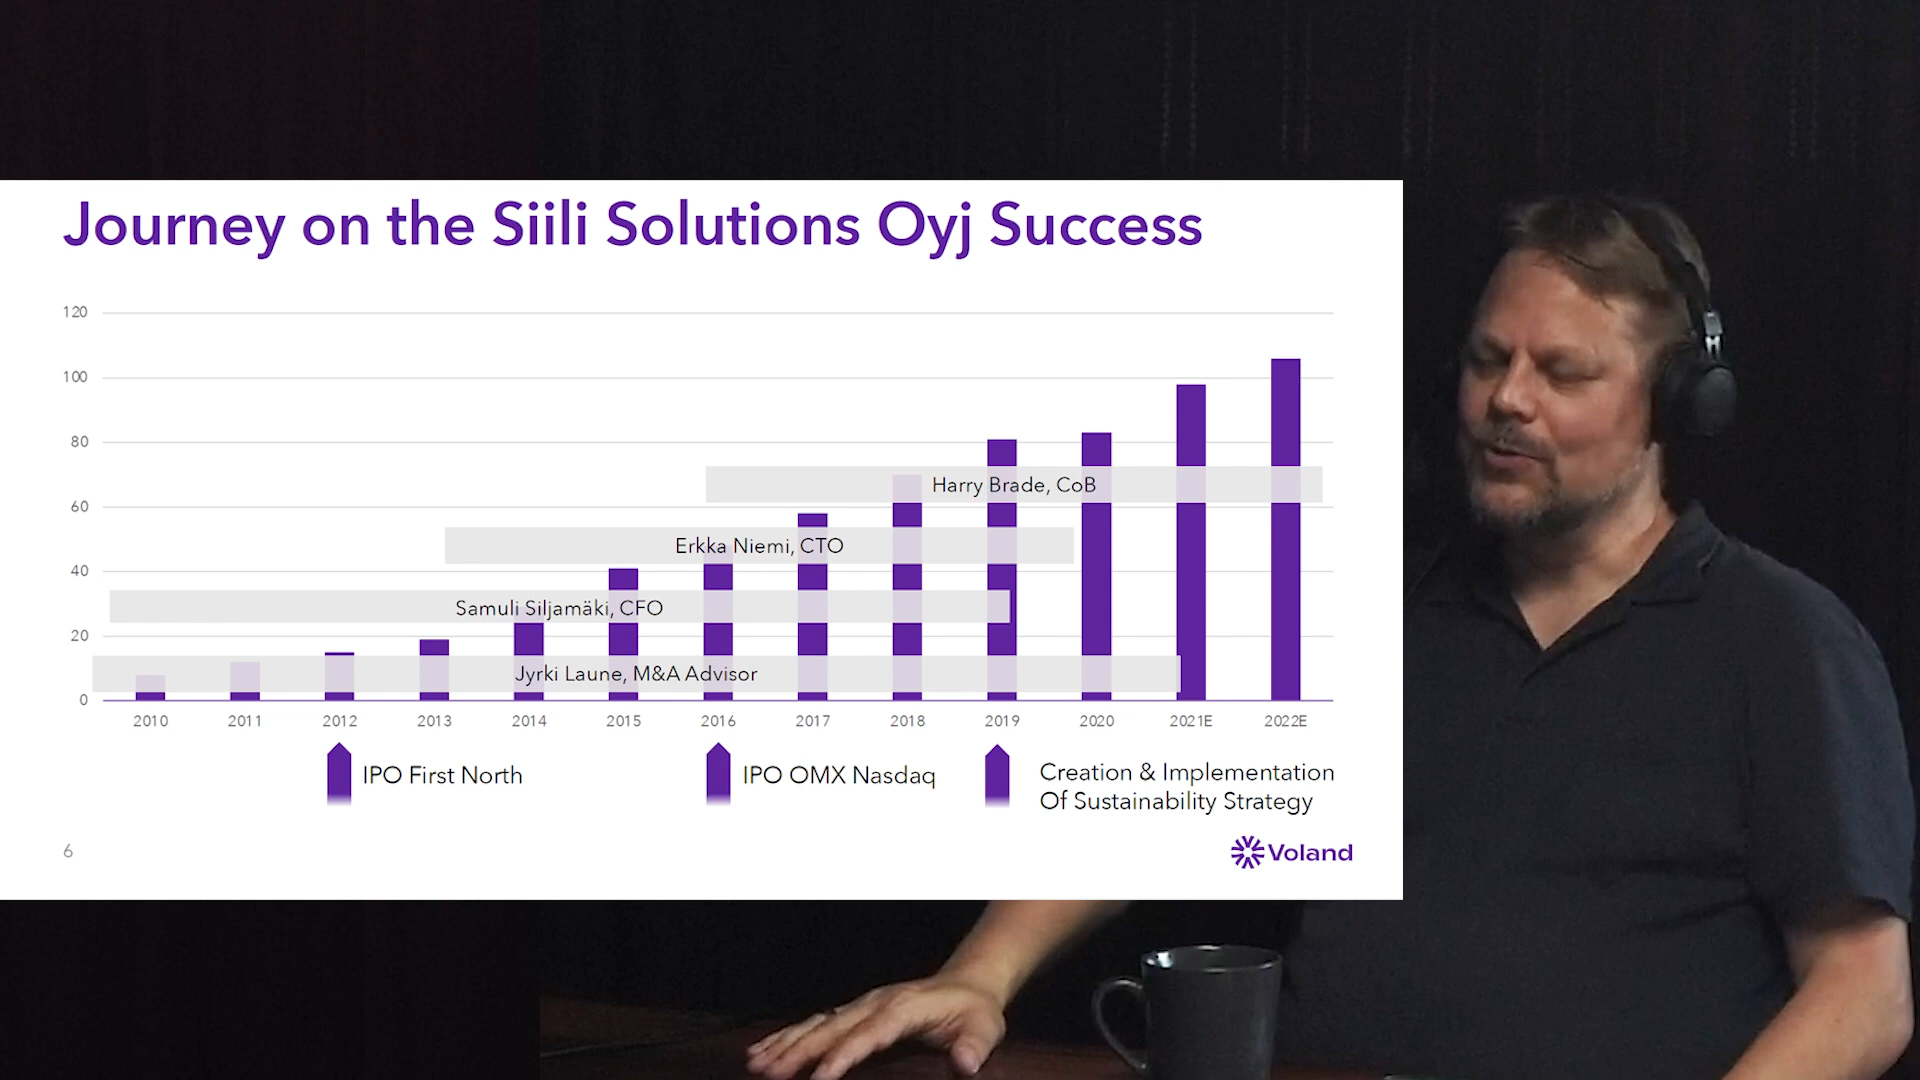 Journey on the Siili Solutions Oyj Success
120
100
80
60
40
20
0
Harry Brade, CoB
Erkka Niemi, CTO
Samuli Siljamäki, CFO
Jyrki Laune, M&A Advisor
2010 2011 2012 2013 2014 2015 2016 2017 2018 2019 2020 2021E 2022E
IPO First North
IPO OMX Nasdaq
Creation & Implementation
Of Sustainability Strategy
6
Voland